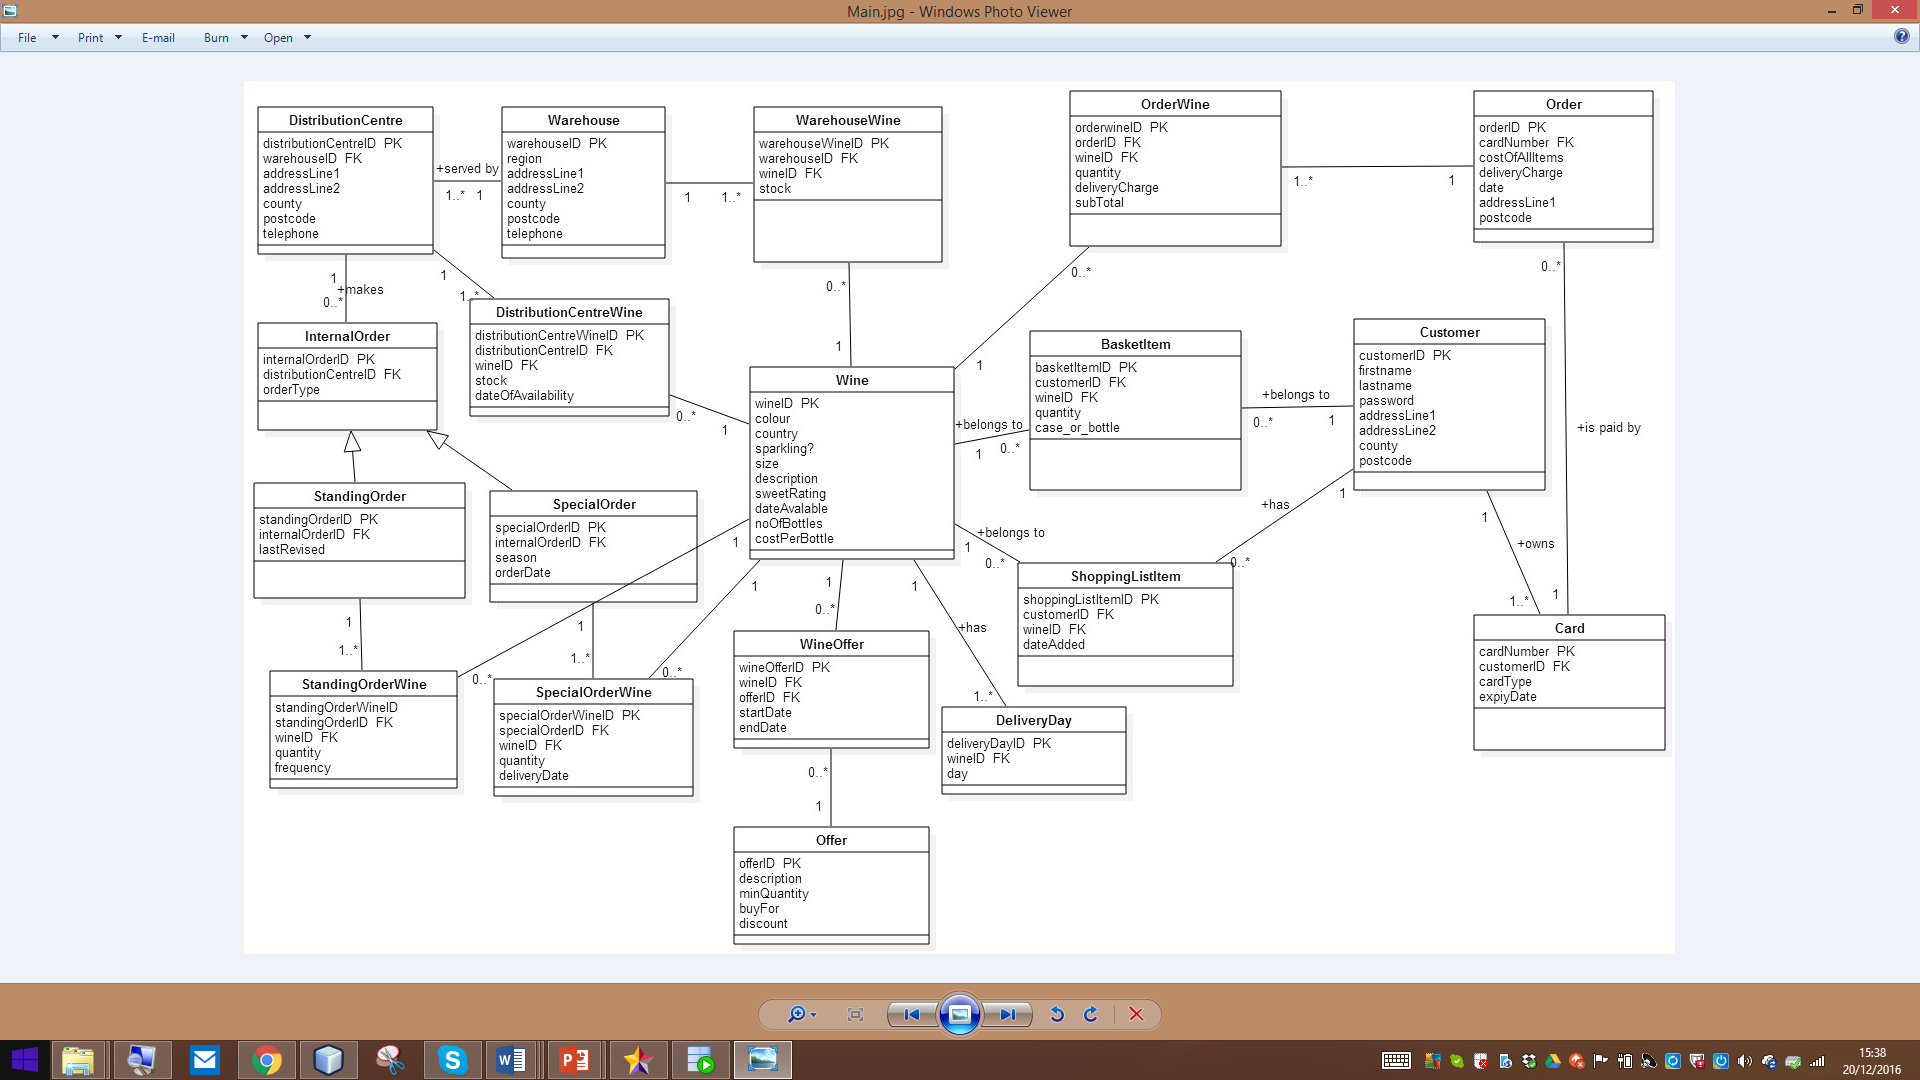 Main.jpg - Windows Photo Viewer
File Print E-mail Burn Open
DistributionCentre
distributionCentreID PK
warehouseID FK
addressLine1
addressLine2
county
postcode
telephone
+served by
1..* 1
Warehouse
warehouseID PK
region
addressLine1
addressLine2
county
postcode
telephone
1 1..*
WarehouseWine
warehouseWineID PK
warehouseID FK
wineID FK
stock
0..*
1
OrderWine
orderwineID PK
orderID FK
wineID FK
quantity
deliveryCharge
subTotal
1..* 1
0..*
1
Order
orderID PK
cardNumber FK
costOfAllItems
deliveryCharge
date
addressLine1
postcode
0..*
+is paid by
1
1
+makes
0..*
1
1..*
InternalOrder
internalOrderID PK
distributionCentreID FK
orderType
DistributionCentreWine
distributionCentreWineID PK
distributionCentreID FK
wineID FK
stock
dateOfAvailability
0..*
1
Wine
wineID PK
colour
country
sparkling?
size
description
sweetRating
dateAvalable
noOfBottles
costPerBottle
+belongs to
1 0..*
BasketItem
basketItemID PK
customerID FK
wineID FK
quantity
case_or_bottle
+belongs to
0..* 1
Customer
customerID PK
firstname
lastname
password
addressLine1
addressLine2
county
postcode
+has
1
0..*
1
+owns
1..*
StandingOrder
standingOrderID PK
internalOrderID FK
lastRevised
1
1..*
SpecialOrder
specialOrderID PK
internalOrderID FK
season
orderDate
1
1..*
1
0..*
1
0..*
1
0..*
1
+has
1..*
+belongs to
1
0..*
ShoppingListItem
shoppingListItemID PK
customerID FK
wineID FK
dateAdded
Card
cardNumber PK
customerID FK
cardType
expiyDate
StandingOrderWine
standingOrderWineID
standingOrderID FK
wineID FK
quantity
frequency
SpecialOrderWine
specialOrderWineID PK
specialOrderID FK
wineID FK
quantity
deliveryDate
WineOffer
wineOfferID PK
wineID FK
offerID FK
startDate
endDate
0..*
1
DeliveryDay
deliveryDayID PK
wineID FK
day
Offer
offerID PK
description
minQuantity
buyFor
discount
15:38
20/12/2016